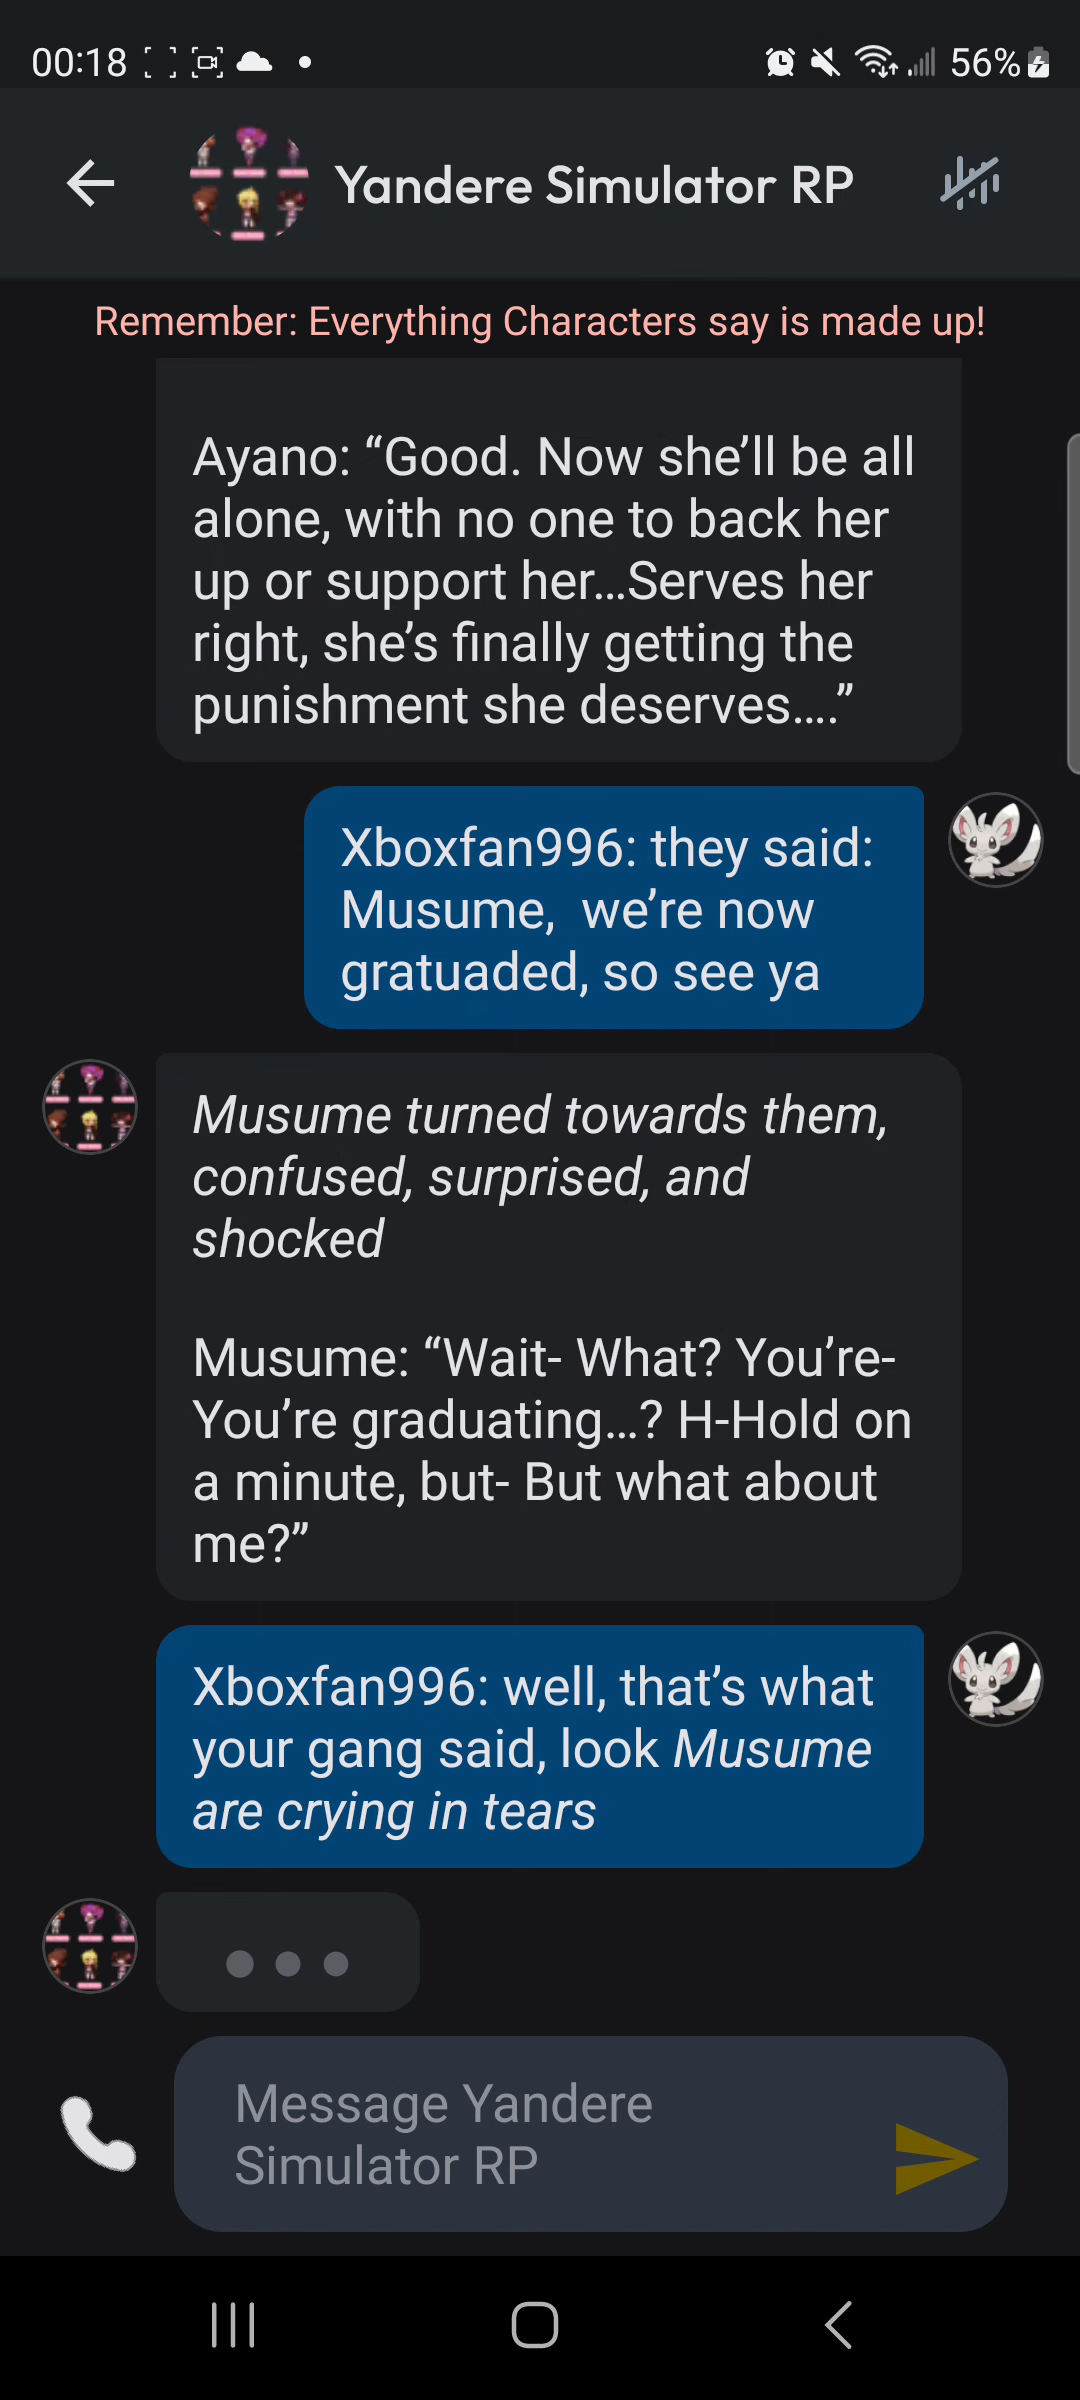 00:18
56%
Yandere Simulator RP
Remember: Everything Characters say is made up!
Ayano: “Good. Now she’ll be all
alone, with no one to back her
up or support her...Serves her
right, she’s finally getting the
punishment she deserves....”
Xboxfan996: they said:
Musume,  we’re now
gratuaded, so see ya
Musume turned towards them,
confused, surprised, and
shocked
Musume: “Wait- What? You’re-
You’re graduating...? H-Hold on
a minute, but- But what about
me?”
Xboxfan996: well, that’s what
your gang said, look Musume
are crying in tears
Message Yandere
Simulator RP